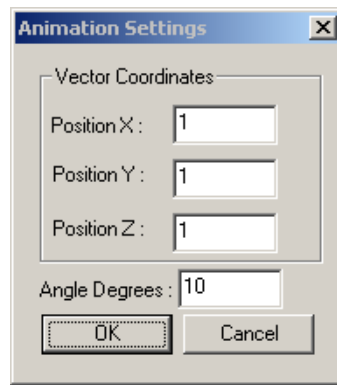 Animation Settings
Vector Coordinates
Position X : 1
Position Y : 1
Position Z : 1
Angle Degrees : 10
OK Cancel